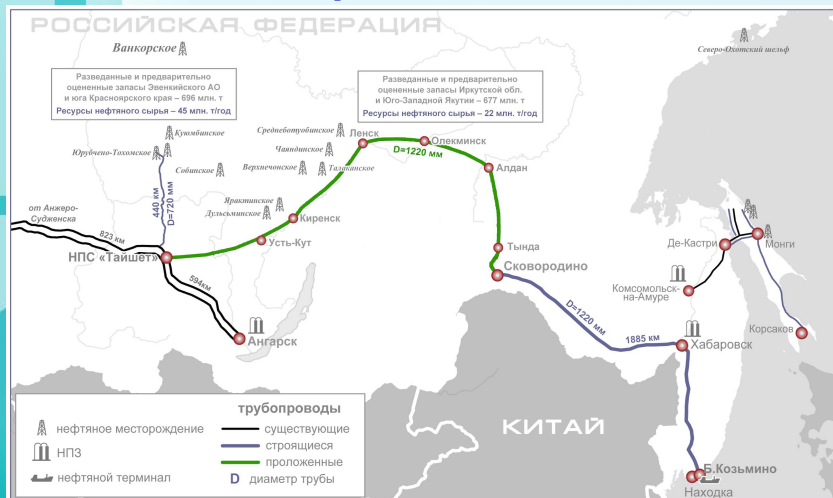 РОССИЙСКАЯ ФЕДЕРАЦИЯ
Ванкорское
Северо-Охотский шельф
Разведанные и предварительно
оцененные запасы Эвенкийского АО
и юга Красноярского края – 696 млн. т
Ресурсы нефтяного сырья – 45 млн. т/год
Разведанные и предварительно
оцененные запасы Иркутской обл.
и Юго-Западной Якутии – 677 млн. т
Ресурсы нефтяного сырья – 22 млн. т/год
Куюмбинское
Юрубчено-Тохомское
Собинское
Среднеботуобинское
Чаяндинское
Верхнечонское
Талаканское
Ленск
Олекминск
D=1220 мм
Алдан
440 км
D=720 мм
Ярактинское
Дулисьминское
Киренск
Усть-Кут
от Анжеро-
Судженска
823 км
НПС «Тайшет»
594км
Ангарск
Тында
Сковородино
D=1220 мм
1885 км
Де-Кастри
Монги
Комсомольск-
на-Амуре
Корсаков
Хабаровск
КИТАЙ
Б.Козьмино
Находка
трубопроводы
нефтяное месторождение
существующие
НПЗ
строящиеся
проложенные
нефтяной терминал
D диаметр трубы